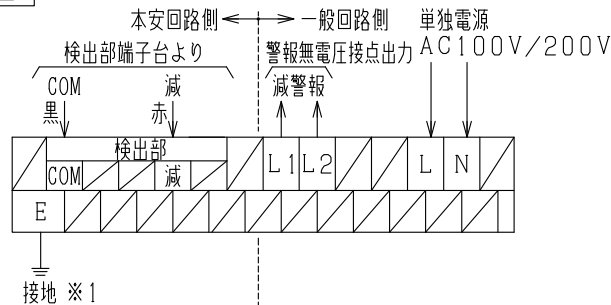 本安回路側 一般回路側 単独電源
検出部端子台より 警報無電圧接点出力 AC100V/200V
COM 減 減警報
黒 赤
検出部
COM 減 L1 L2 L N
E
接地 ※1